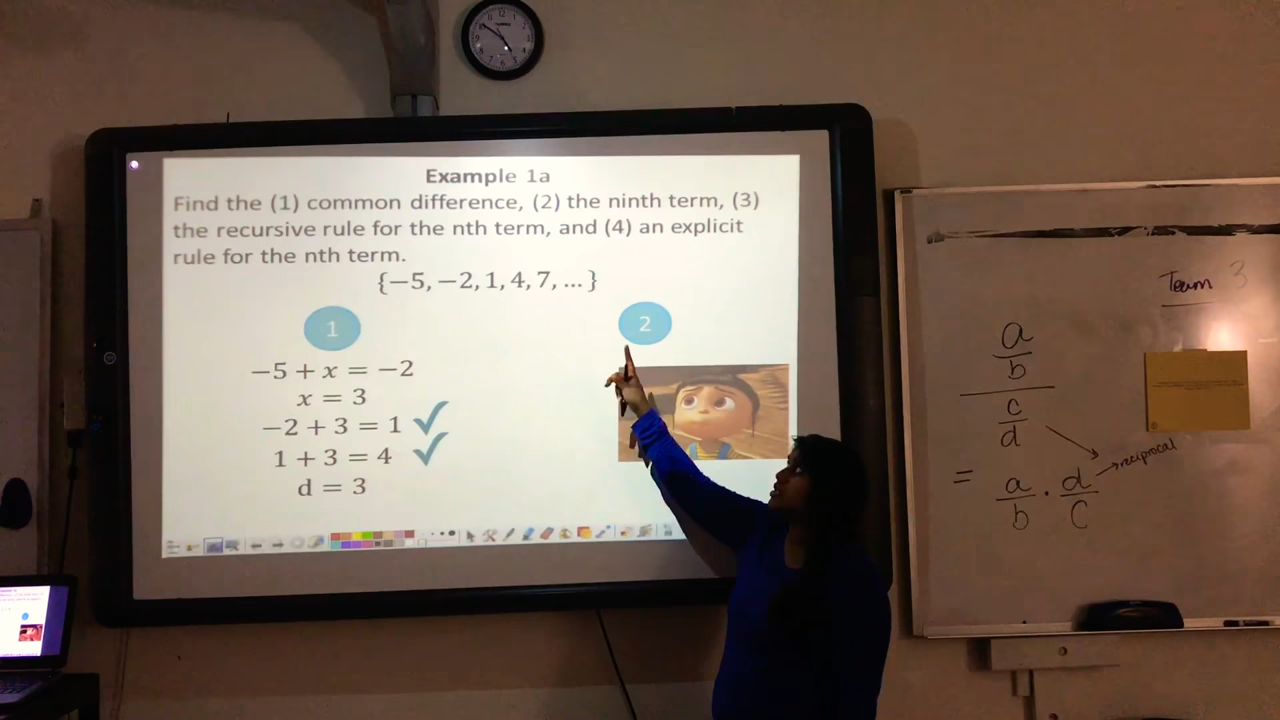 Example 1a
Find the (1) common difference, (2) the ninth term, (3)
the recursive rule for the nth term, and (4) an explicit
rule for the nth term.
{−5, −2, 1, 4, 7, ... }
1
2
−5 + x = −2
x = 3
−2 + 3 = 1
1 + 3 = 4
d = 3
Team 3
a
b
c
d
reciprocal
= a/b · d/c